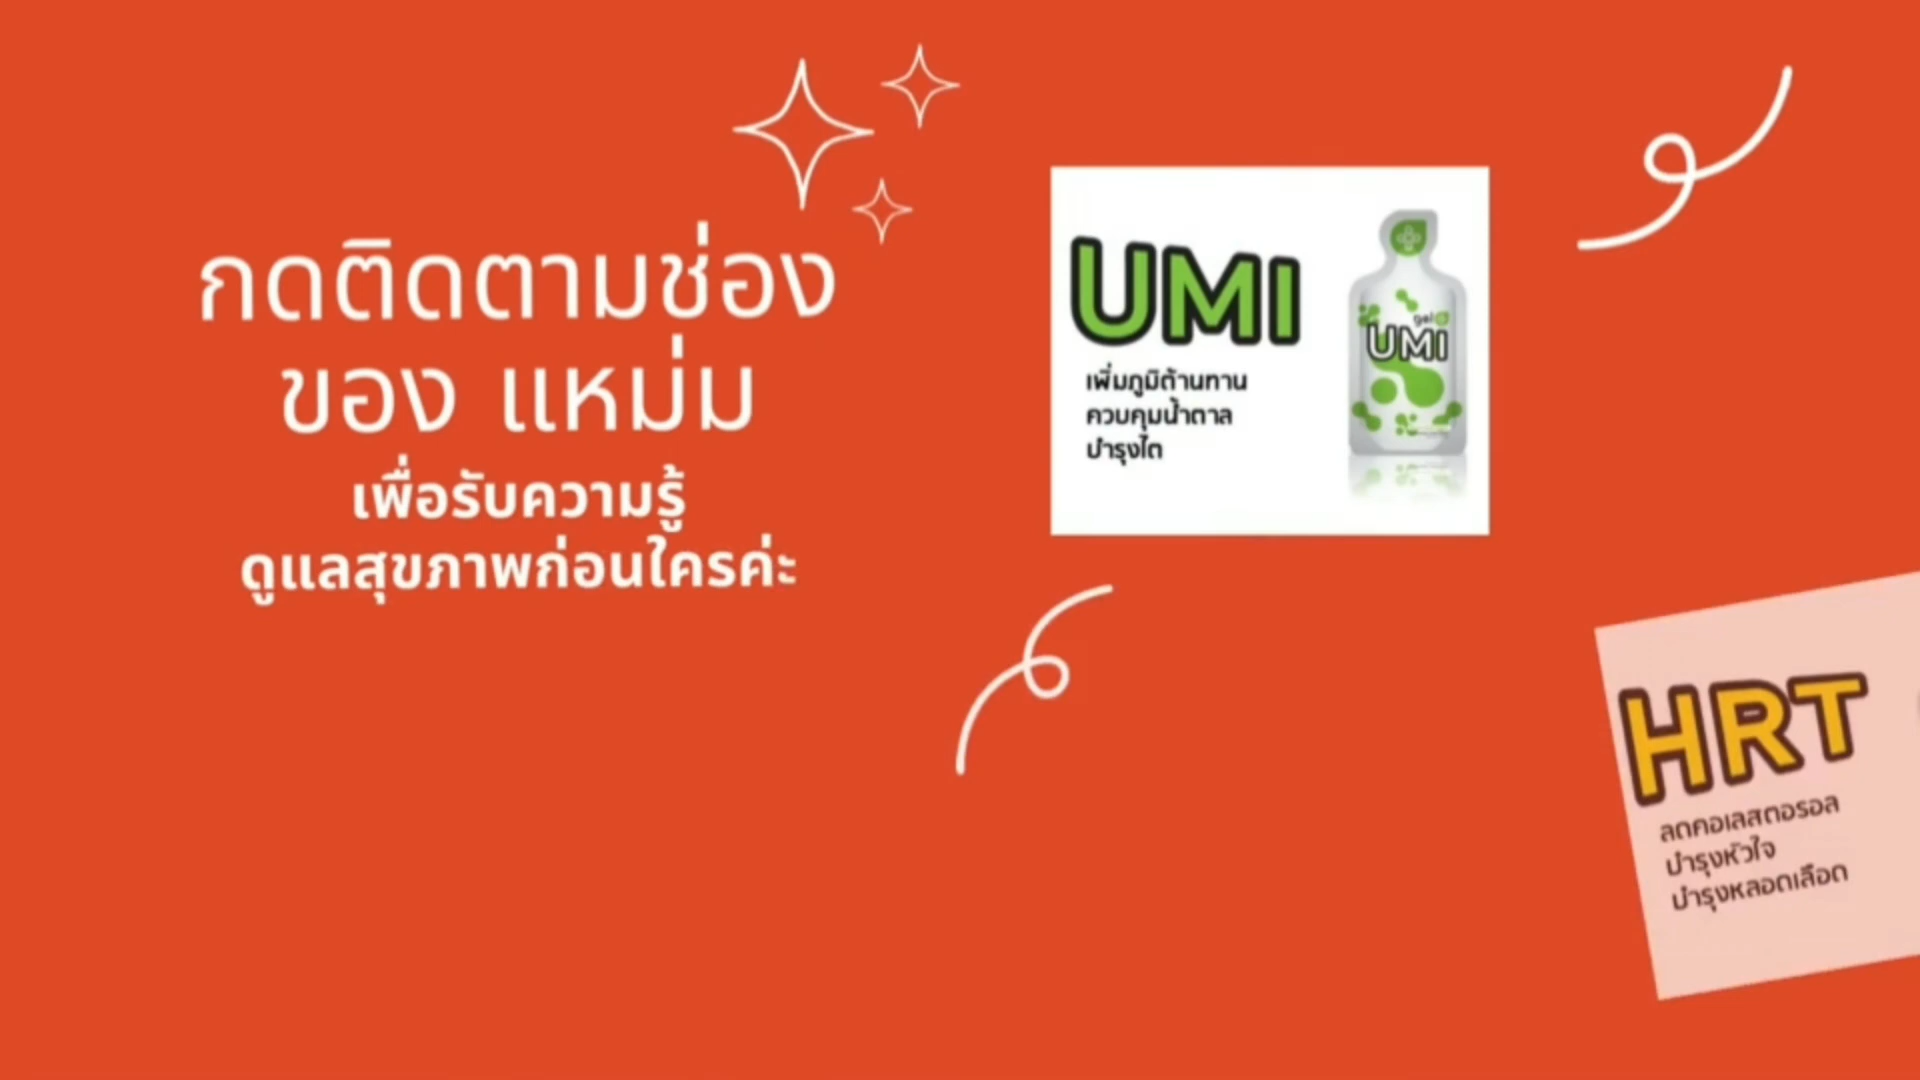 กดติดตามช่อง
ของ แหม่ม
เพื่อรับความรู้
ดูแลสุขภาพก่อนใครค่ะ
UMI
เพิ่มภูมิต้านทาน
ควบคุมน้ำตาล
บำรุงไต
gel
UMI
HRT
ลดคอเลสตอรอล
บำรุงหัวใจ
บำรุงหลอดเลือด